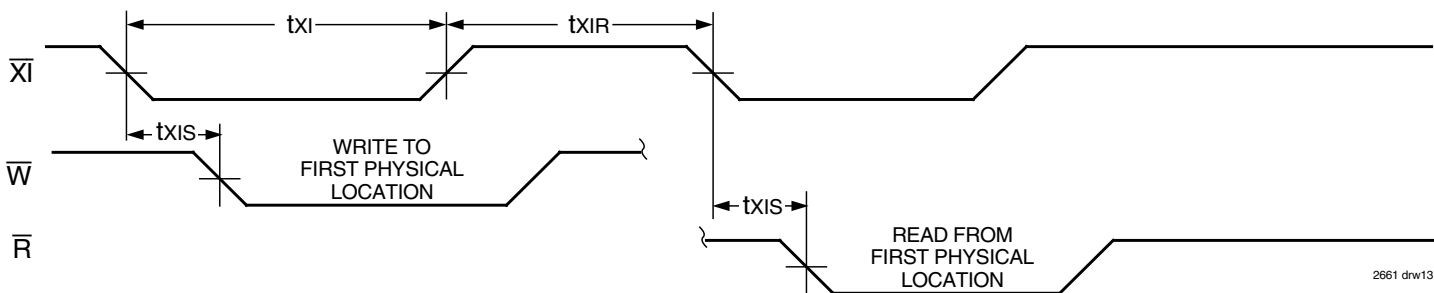 tXI
tXIR
XI
tXIS
W
WRITE TO
FIRST PHYSICAL
LOCATION
tXIS
R
READ FROM
FIRST PHYSICAL
LOCATION
2661 drw13